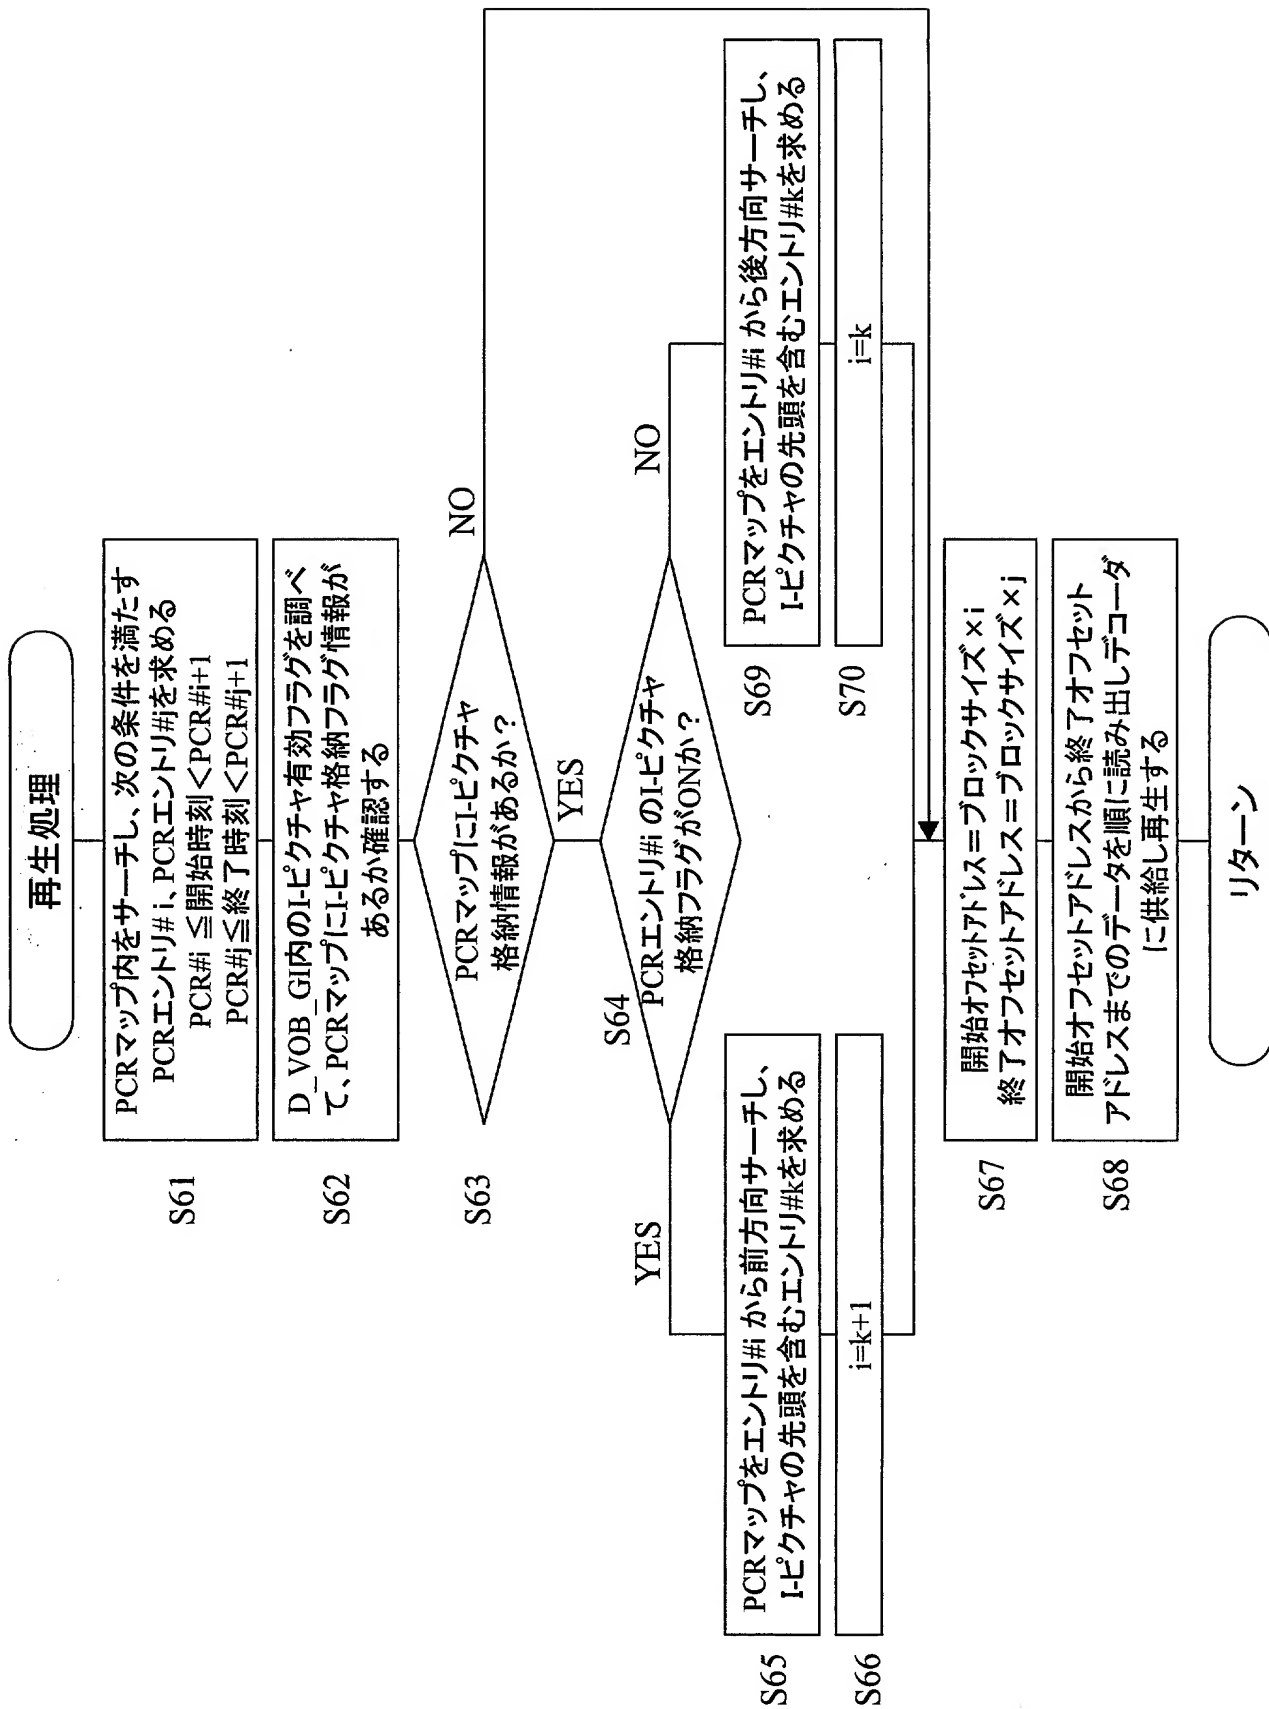 再生処理
S61
PCRマップ内をサーチし、次の条件を満たす
PCRエントリ#i、PCRエントリ#jを求める
PCR#i≦開始時刻<PCR#i+1
PCR#j≦終了時刻<PCR#j+1
S62
D_VOB_GI内のI-ピクチャ有効フラグを調べ
て、PCRマップにI-ピクチャ格納フラグ情報が
あるか確認する
S63
PCRマップにI-ピクチャ
格納情報があるか?
NO
YES
S64
PCRエントリ#iのI-ピクチャ
格納フラグがONか?
YES
NO
S65
PCRマップをエントリ#iから前方向サーチし、
I-ピクチャの先頭を含むエントリ#kを求める
S66
i=k+1
S69
PCRマップをエントリ#iから後方向サーチし、
I-ピクチャの先頭を含むエントリ#kを求める
S70
i=k
S67
開始オフセットアドレス=ブロックサイズ×i
終了オフセットアドレス=ブロックサイズ×j
S68
開始オフセットアドレスから終了オフセット
アドレスまでのデータを順に読み出しデコーダ
に供給し再生する
リターン